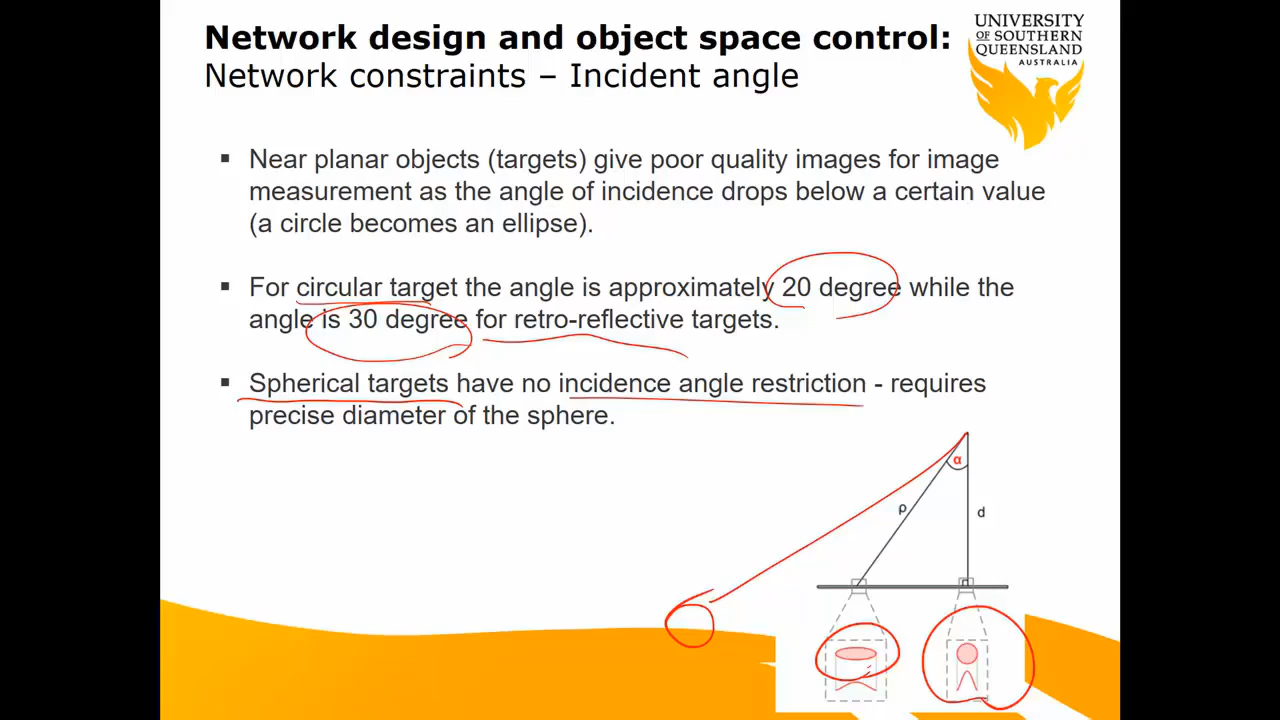 Network design and object space control:
Network constraints – Incident angle
UNIVERSITY
OF SOUTHERN
QUEENSLAND
AUSTRALIA
▪ Near planar objects (targets) give poor quality images for image
measurement as the angle of incidence drops below a certain value
(a circle becomes an ellipse).
▪ For circular target the angle is approximately 20 degree while the
angle is 30 degree for retro-reflective targets.
▪ Spherical targets have no incidence angle restriction - requires
precise diameter of the sphere.
α
ρ
d